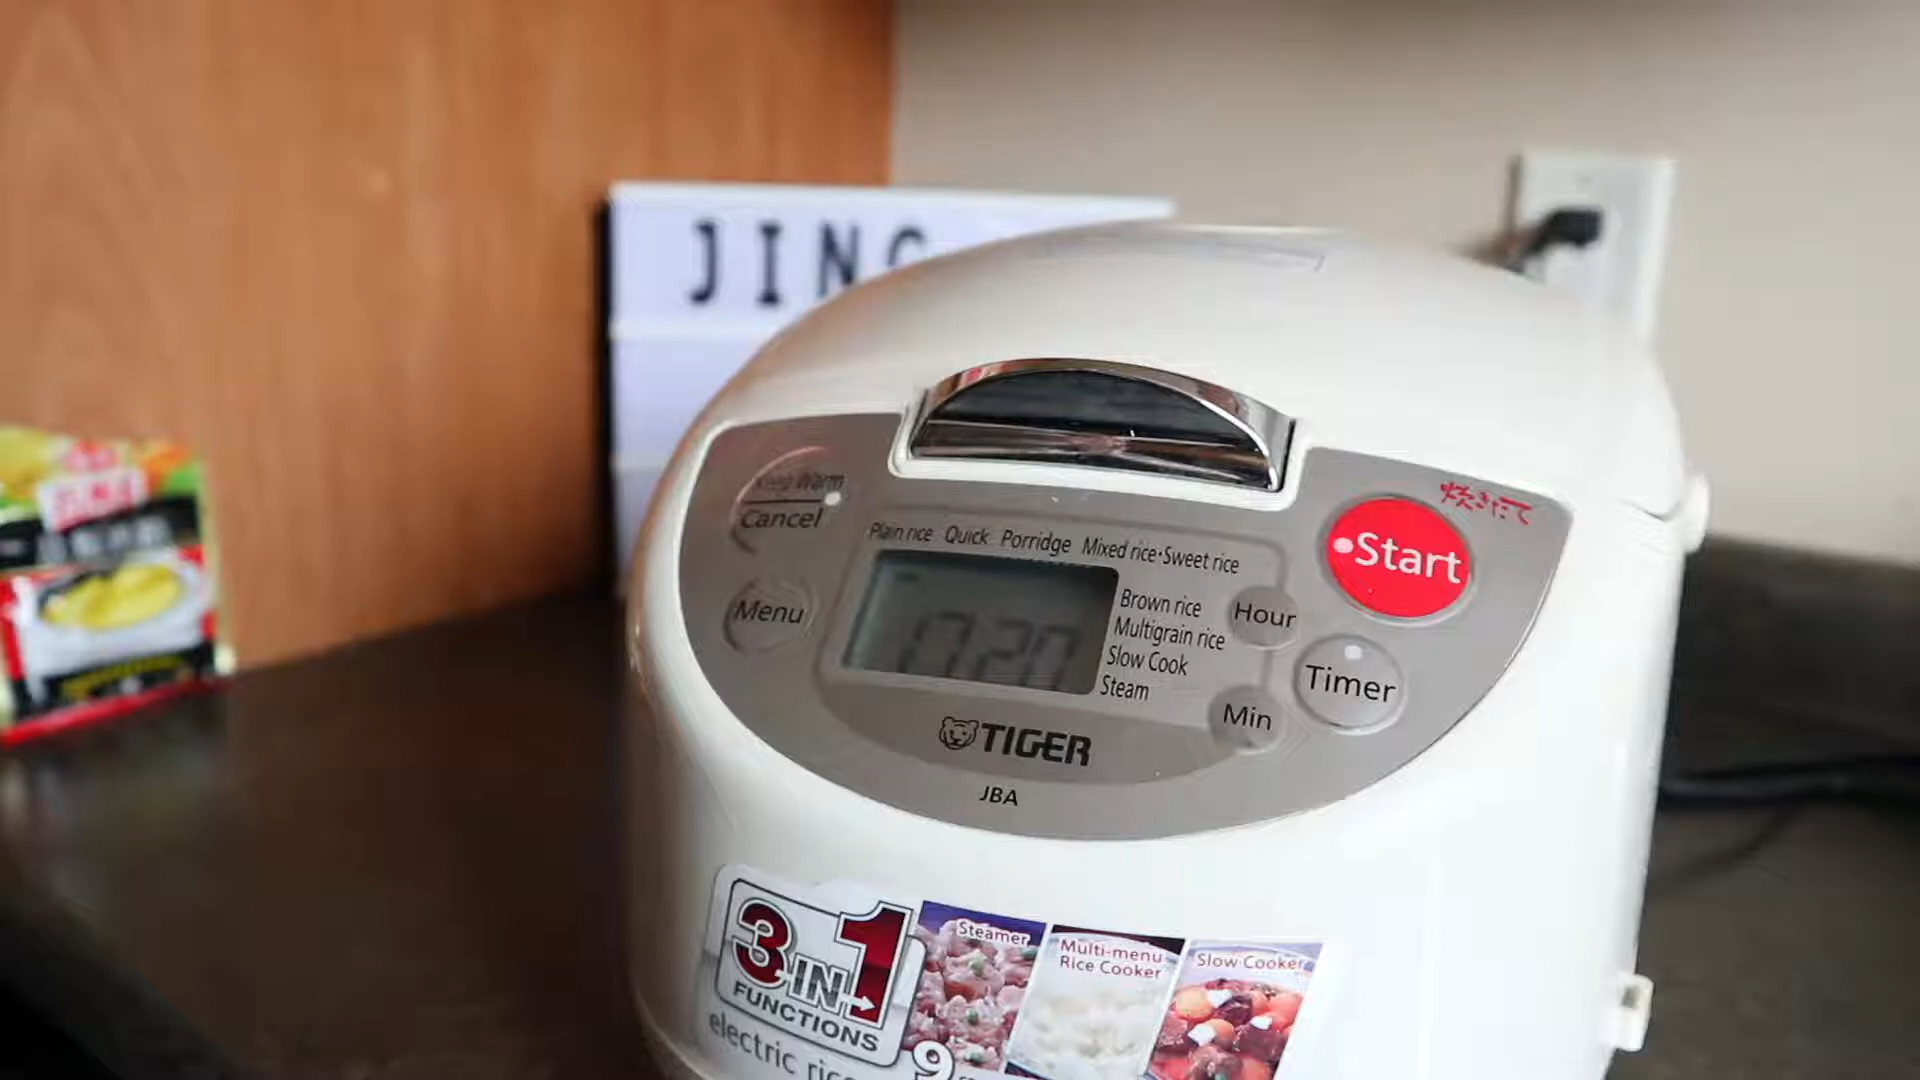 JING
Keep Warm
Cancel
Menu
Plain rice Quick Porridge Mixed rice·Sweet rice
Brown rice
Multigrain rice
Slow Cook
Steam
17:20
Hour
Min
炊きたて
Start
Timer
TIGER
JBA
3 IN 1
FUNCTIONS
Steamer
Multi-menu
Rice Cooker
Slow Cooker
electric
9